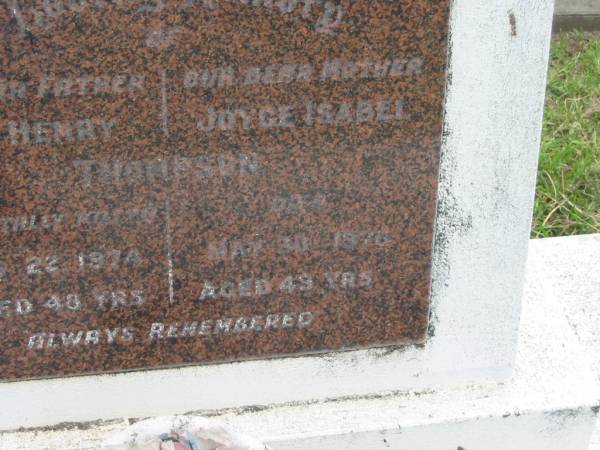 OF
FATHER OUR DEAR MOTHER
HENRY JOYCE ISABEL
THOMPSON
KILLED DIED
22 1974 MAY 30 1976
48 YRS AGED 49 YRS
ALWAYS REMEMBERED